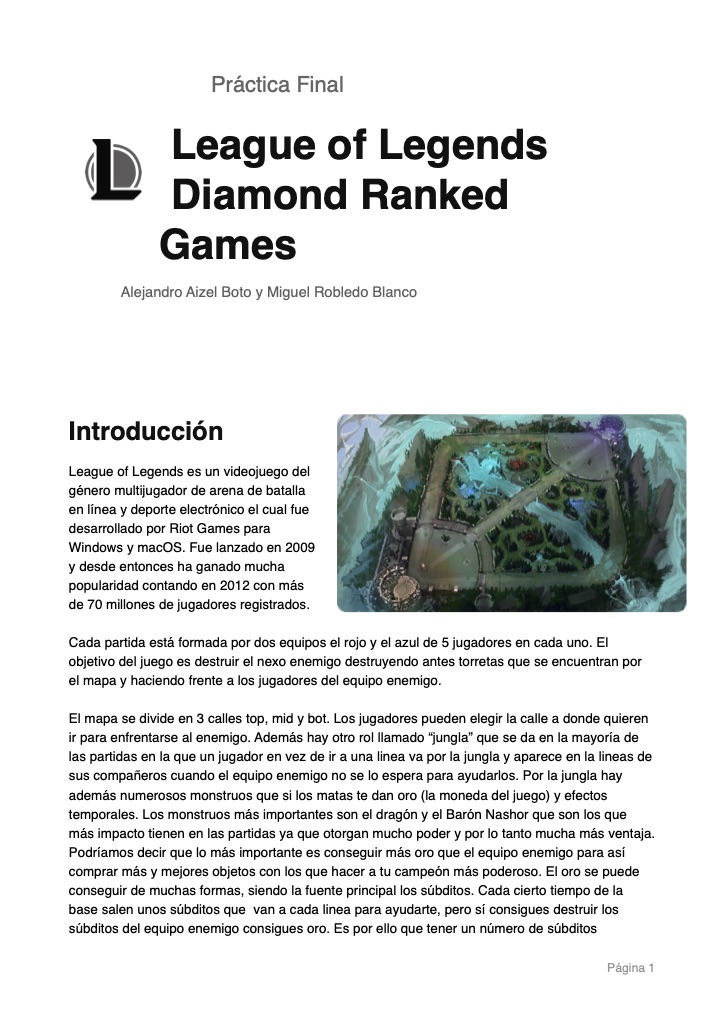 Práctica Final
League of Legends
Diamond Ranked
Games
Alejandro Aizel Boto y Miguel Robledo Blanco
Introducción
League of Legends es un videojuego del
género multijugador de arena de batalla
en línea y deporte electrónico el cual fue
desarrollado por Riot Games para
Windows y macOS. Fue lanzado en 2009
y desde entonces ha ganado mucha
popularidad contando en 2012 con más
de 70 millones de jugadores registrados.
Cada partida está formada por dos equipos el rojo y el azul de 5 jugadores en cada uno. El
objetivo del juego es destruir el nexo enemigo destruyendo antes torretas que se encuentran por
el mapa y haciendo frente a los jugadores del equipo enemigo.
El mapa se divide en 3 calles top, mid y bot. Los jugadores pueden elegir la calle a donde quieren
ir para enfrentarse al enemigo. Además hay otro rol llamado “jungla” que se da en la mayoría de
las partidas en la que un jugador en vez de ir a una linea va por la jungla y aparece en la lineas de
sus compañeros cuando el equipo enemigo no se lo espera para ayudarlos. Por la jungla hay
además numerosos monstruos que si los matas te dan oro (la moneda del juego) y efectos
temporales. Los monstruos más importantes son el dragón y el Barón Nashor que son los que
más impacto tienen en las partidas ya que otorgan mucho poder y por lo tanto mucha más ventaja.
Podríamos decir que lo más importante es conseguir más oro que el equipo enemigo para así
comprar más y mejores objetos con los que hacer a tu campeón más poderoso. El oro se puede
conseguir de muchas formas, siendo la fuente principal los súbditos. Cada cierto tiempo de la
base salen unos súbditos que  van a cada linea para ayudarte, pero sí consigues destruir los
súbditos del equipo enemigo consigues oro. Es por ello que tener un número de súbditos
Página 1